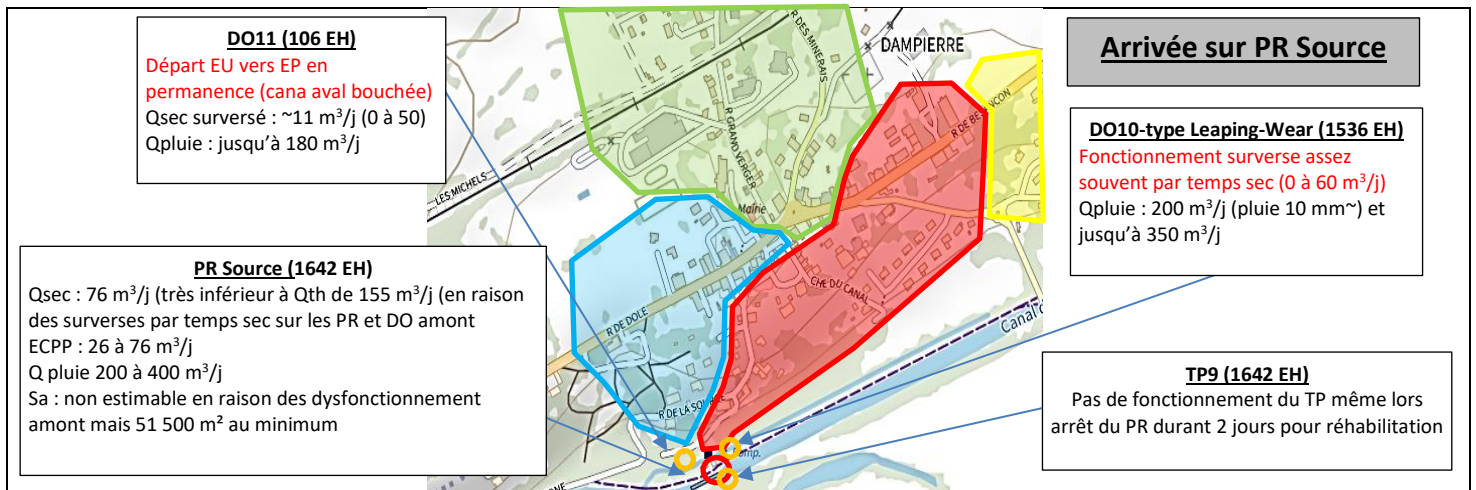 DO11 (106 EH)
Départ EU vers EP en
permanence (cana aval bouchée)
Qsec surversé : ~11 m³/j (0 à 50)
Qpluie : jusqu’à 180 m³/j
Arrivée sur PR Source
DO10-type Leaping-Wear (1536 EH)
Fonctionnement surverse assez
souvent par temps sec (0 à 60 m³/j)
Qpluie : 200 m³/j (pluie 10 mm~) et
jusqu’à 350 m³/j
PR Source (1642 EH)
Qsec : 76 m³/j (très inférieur à Qth de 155 m³/j (en raison
des surverses par temps sec sur les PR et DO amont
ECPP : 26 à 76 m³/j
Q pluie 200 à 400 m³/j
Sa : non estimable en raison des dysfonctionnement
amont mais 51 500 m² au minimum
TP9 (1642 EH)
Pas de fonctionnement du TP même lors
arrêt du PR durant 2 jours pour réhabilitation
DAMPIERRE
R DES MINERAIS
R GRAND VERGER
LES MICHELS
Mairie
R DE DOLE
CHE DU CANAL
R DE LA SOURCE
Canal d